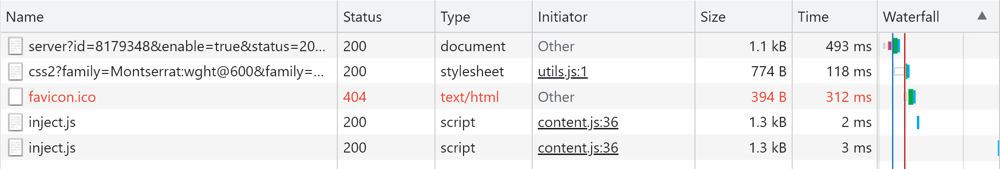 Name Status Type Initiator Size Time Waterfall
server?id=8179348&enable=true&status=20... 200 document Other 1.1 kB 493 ms
css2?family=Montserrat:wght@600&family=... 200 stylesheet utils.js:1 774 B 118 ms
favicon.ico 404 text/html Other 394 B 312 ms
inject.js 200 script content.js:36 1.3 kB 2 ms
inject.js 200 script content.js:36 1.3 kB 3 ms